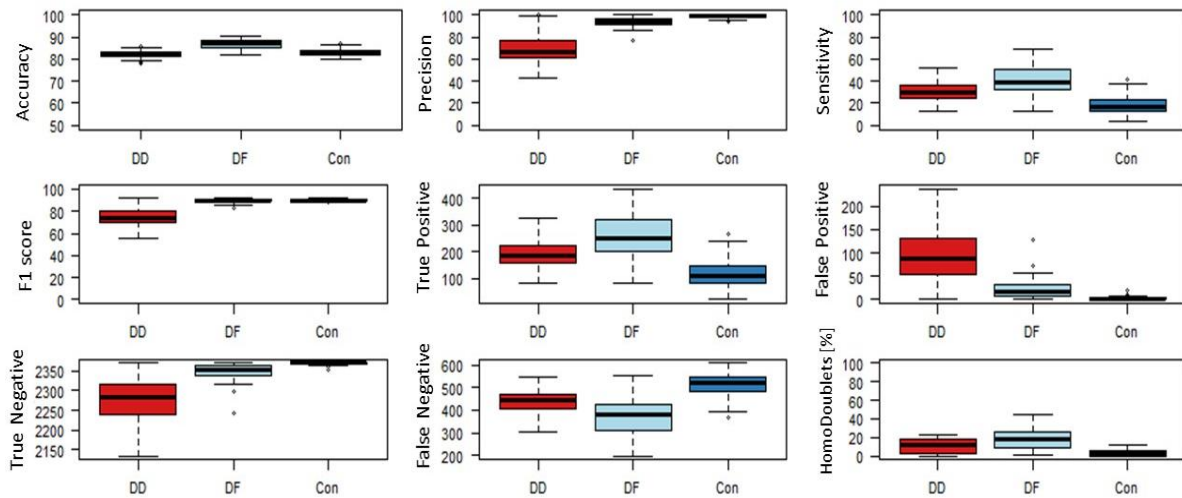 Accuracy
100
90
80
70
60
50
DD DF Con
Precision
100
80
60
40
20
0
DD DF Con
Sensitivity
100
80
60
40
20
0
DD DF Con
F1 score
100
80
60
40
20
0
DD DF Con
True Positive
400
300
200
100
DD DF Con
False Positive
200
150
100
50
0
DD DF Con
True Negative
2350
2300
2250
2200
2150
DD DF Con
False Negative
600
500
400
300
200
DD DF Con
HomoDoublets [%]
100
80
60
40
20
0
DD DF Con